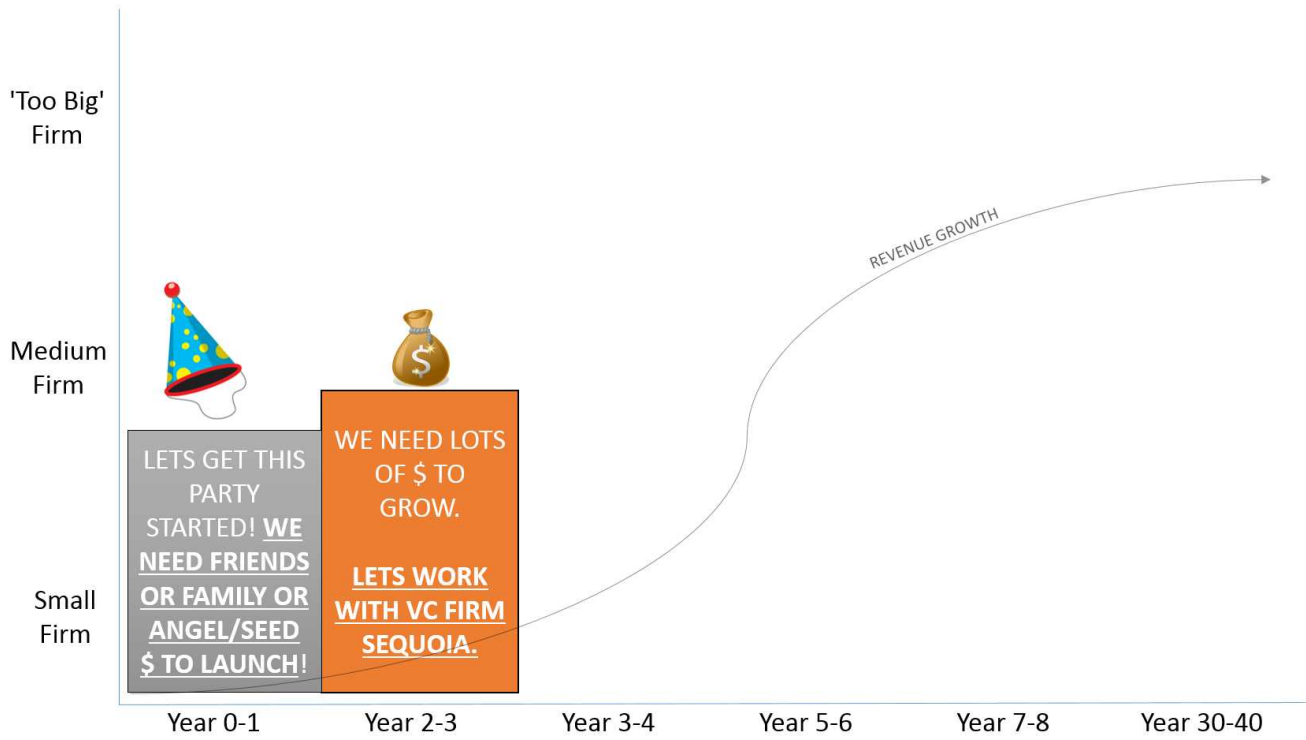 'Too Big'
Firm
Medium
Firm
Small
Firm
REVENUE GROWTH
$
LETS GET THIS
PARTY
STARTED! WE
NEED FRIENDS
OR FAMILY OR
ANGEL/SEED
$ TO LAUNCH!
WE NEED LOTS
OF $ TO
GROW.
LETS WORK
WITH VC FIRM
SEQUOIA.
Year 0-1
Year 2-3
Year 3-4
Year 5-6
Year 7-8
Year 30-40